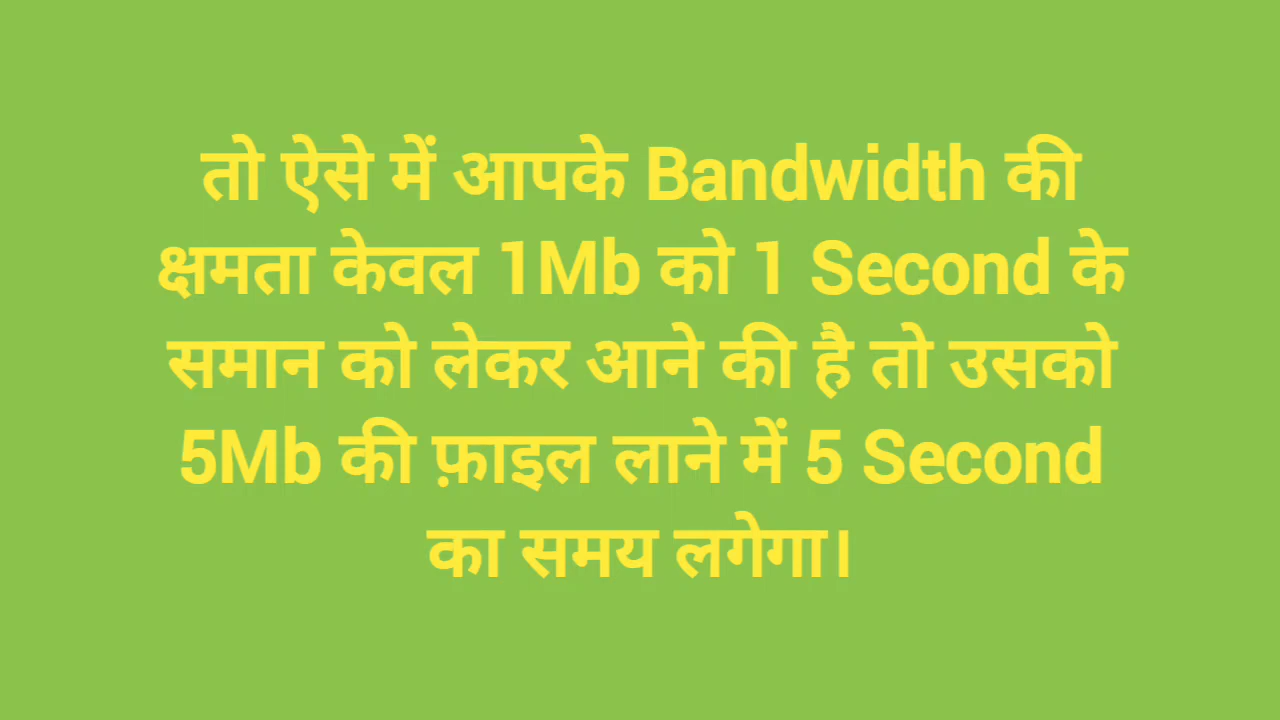 तो ऐसे में आपके Bandwidth की
क्षमता केवल 1Mb को 1 Second के
समान को लेकर आने की है तो उसको
5Mb की फ़ाइल लाने में 5 Second
का समय लगेगा।